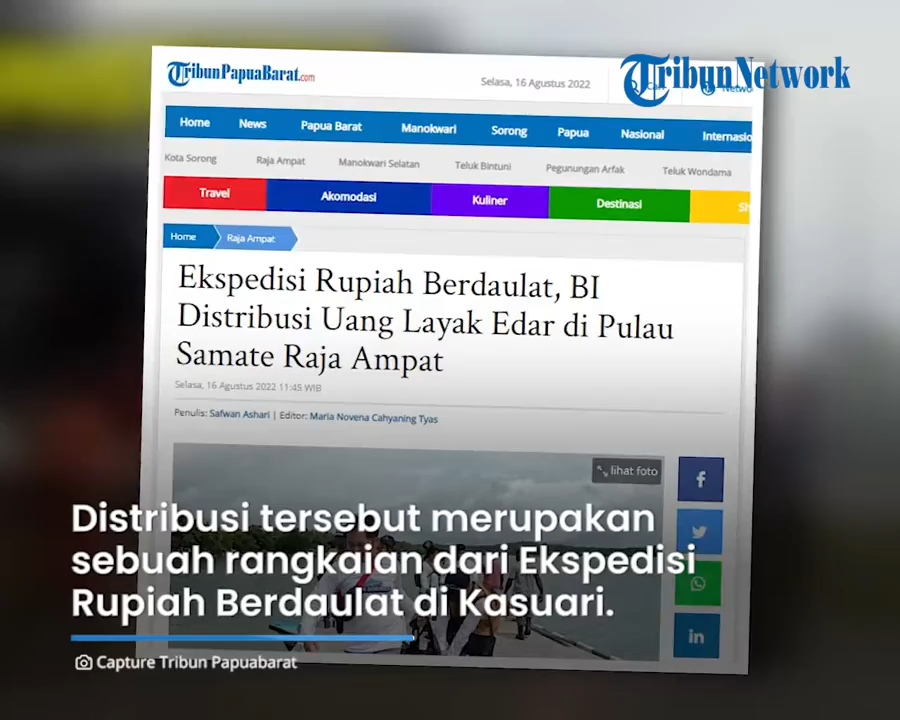 TribunPapuaBarat.com
Selasa, 16 Agustus 2022
TribunNetwork
Home News Papua Barat Manokwari Sorong Papua Nasional Internasio
Kota Sorong Raja Ampat Manokwari Selatan Teluk Bintuni Pegunungan Arfak Teluk Wondama
Travel Akomodasi Kuliner Destinasi
Home Raja Ampat
Ekspedisi Rupiah Berdaulat, BI
Distribusi Uang Layak Edar di Pulau
Samate Raja Ampat
Selasa, 16 Agustus 2022 11:45 WIB
Penulis: Safwan Ashari | Editor: Maria Novena Cahyaning Tyas
lihat foto
Distribusi tersebut merupakan
sebuah rangkaian dari Ekspedisi
Rupiah Berdaulat di Kasuari.
Capture Tribun Papuabarat